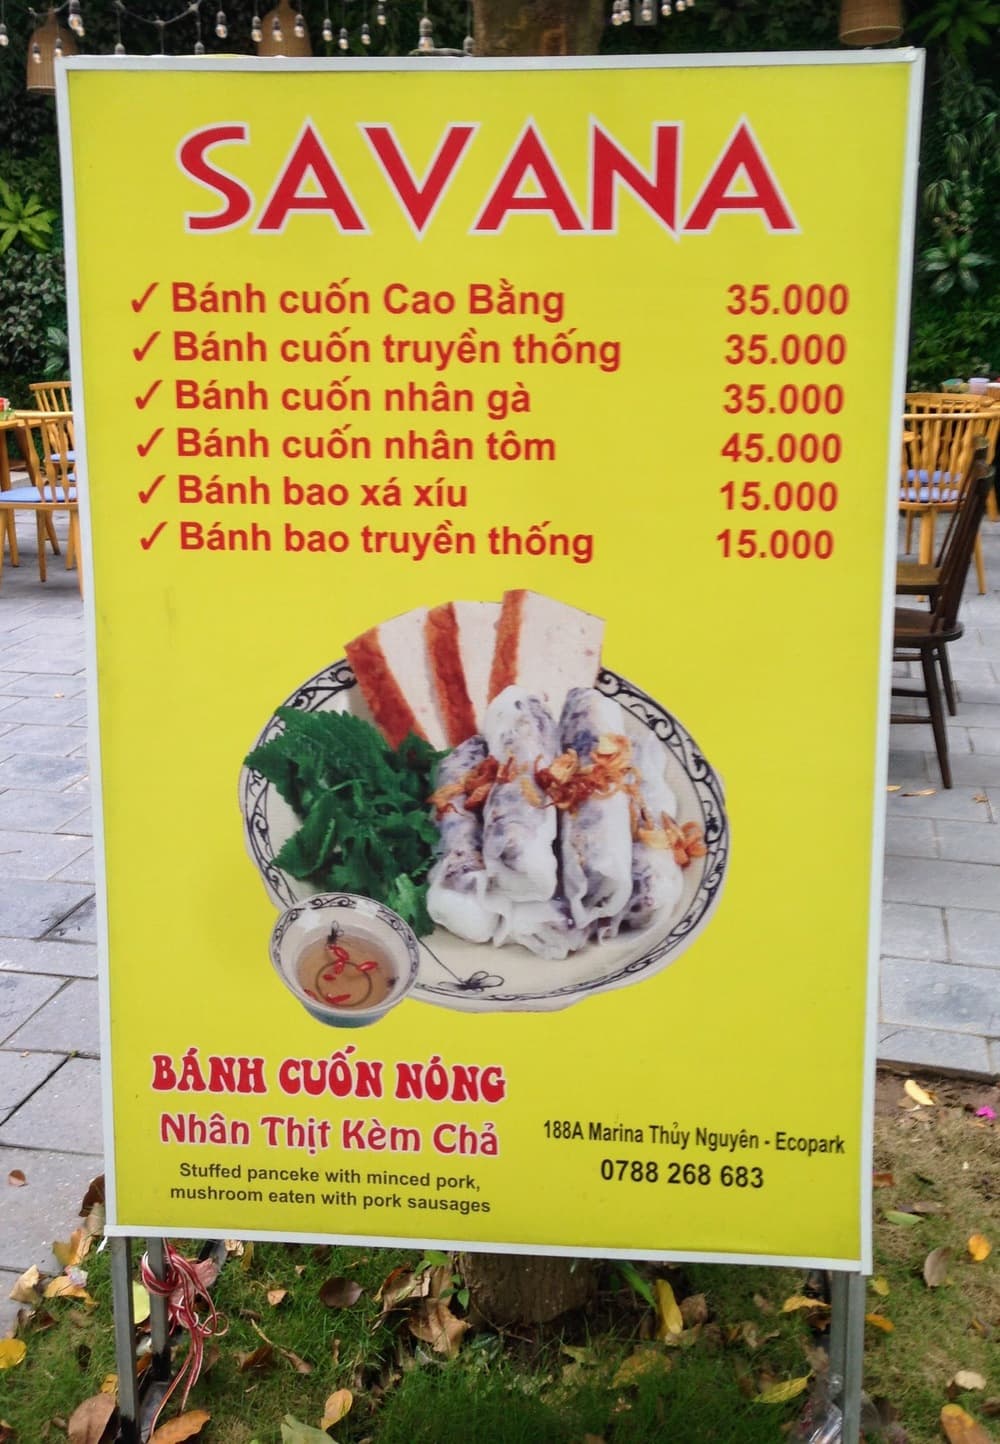 SAVANA
✓ Bánh cuốn Cao Bằng 35.000
✓ Bánh cuốn truyền thống 35.000
✓ Bánh cuốn nhân gà 35.000
✓ Bánh cuốn nhân tôm 45.000
✓ Bánh bao xá xíu 15.000
✓ Bánh bao truyền thống 15.000
BÁNH CUỐN NÓNG
Nhân Thịt Kèm Chả
Stuffed panceke with minced pork,
mushroom eaten with pork sausages
188A Marina Thủy Nguyên - Ecopark
0788 268 683